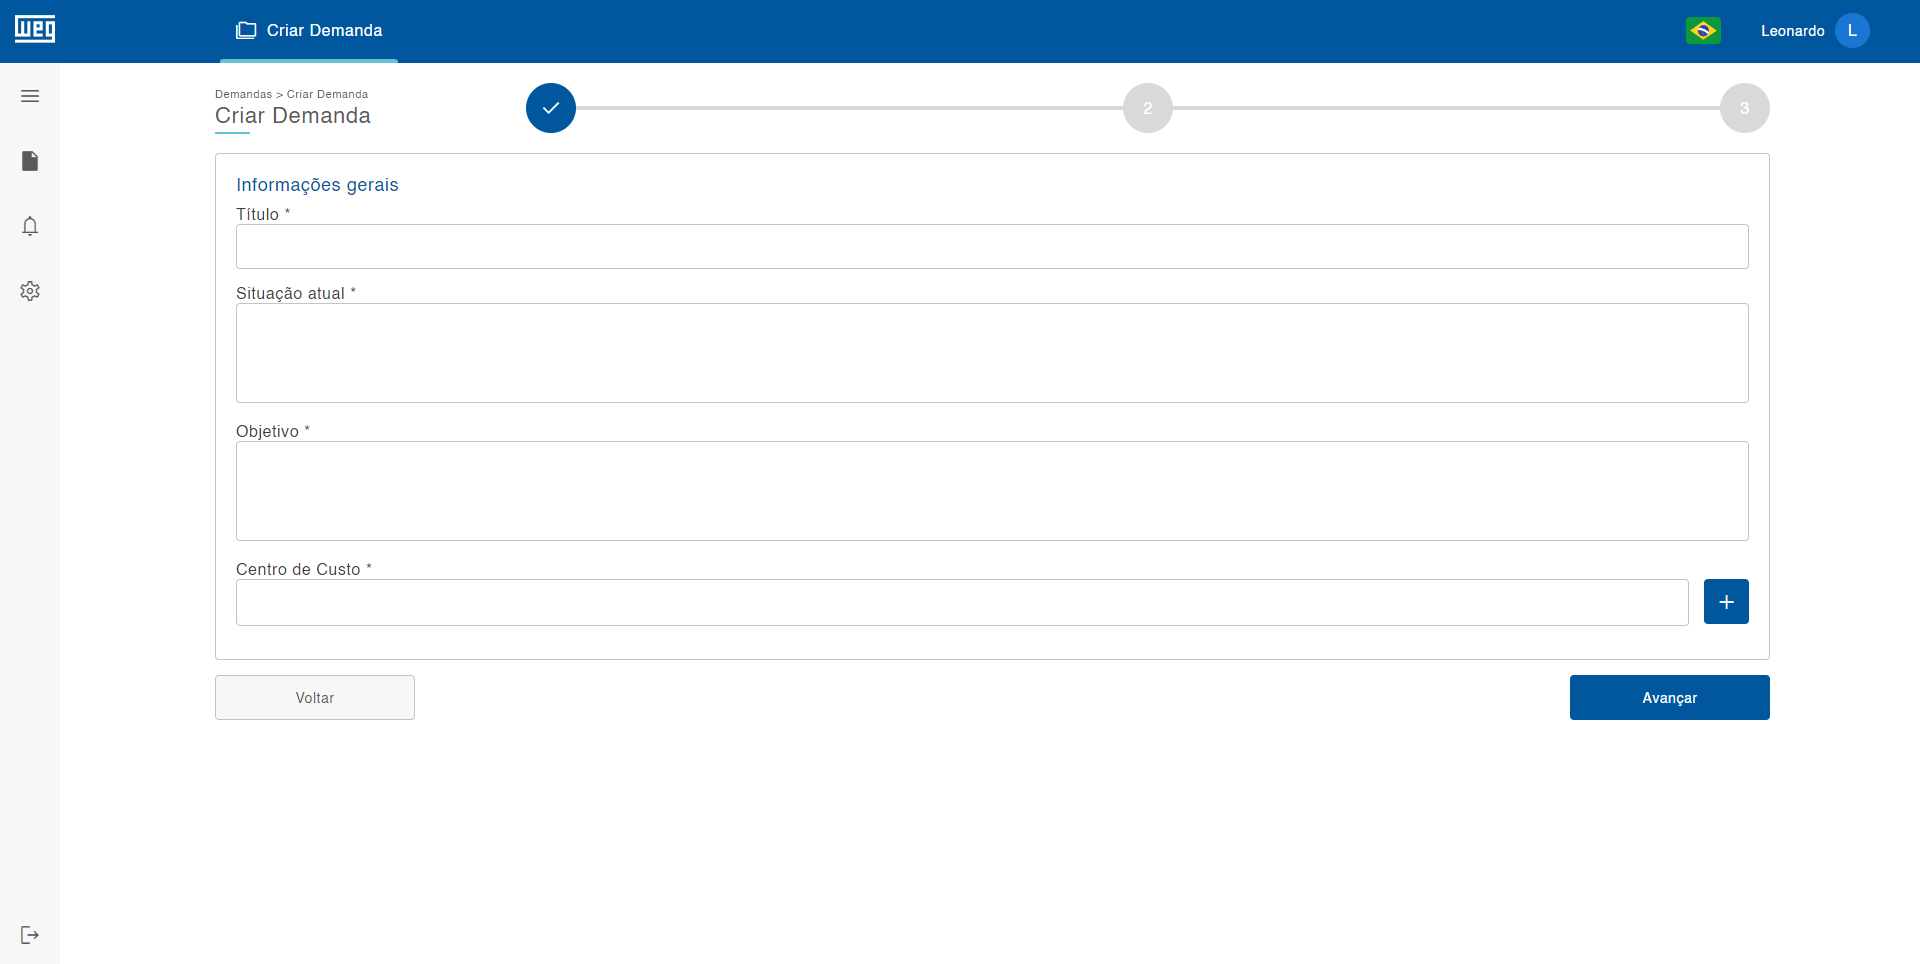 weg
Criar Demanda
Leonardo
L
Demandas > Criar Demanda
Criar Demanda
2
3
Informações gerais
Título *
Situação atual *
Objetivo *
Centro de Custo *
+
Voltar
Avançar